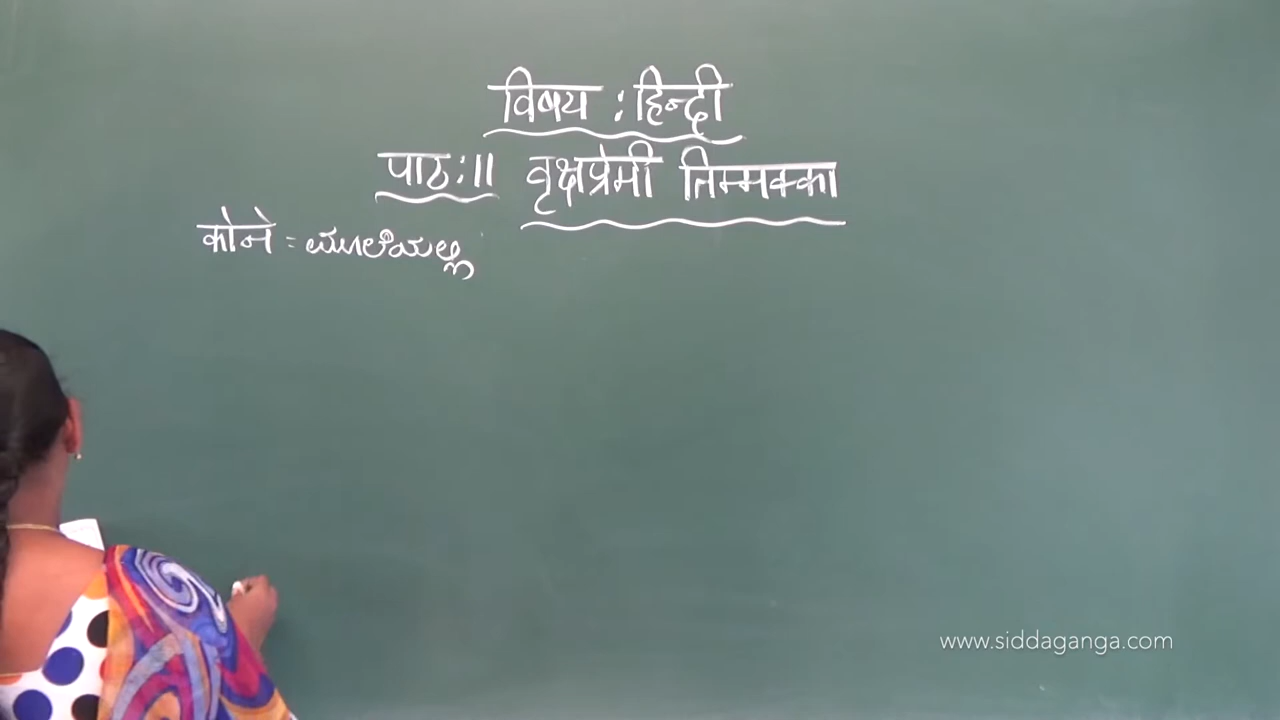 विषय : हिन्दी
पाठ : 11 वृक्षप्रेमी तिम्मक्का
कोने = ಮೂಲೆಯಲ್ಲಿ
www.siddaganga.com